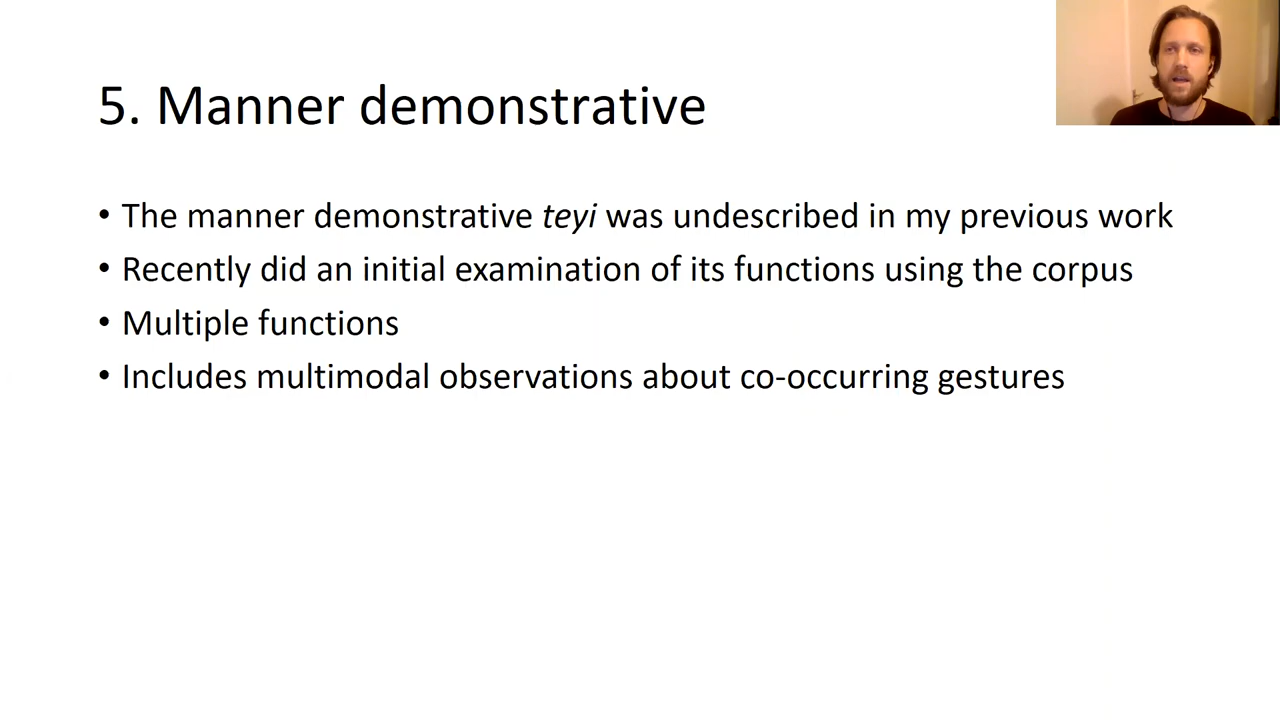 5. Manner demonstrative
• The manner demonstrative teyi was undescribed in my previous work
• Recently did an initial examination of its functions using the corpus
• Multiple functions
• Includes multimodal observations about co-occurring gestures